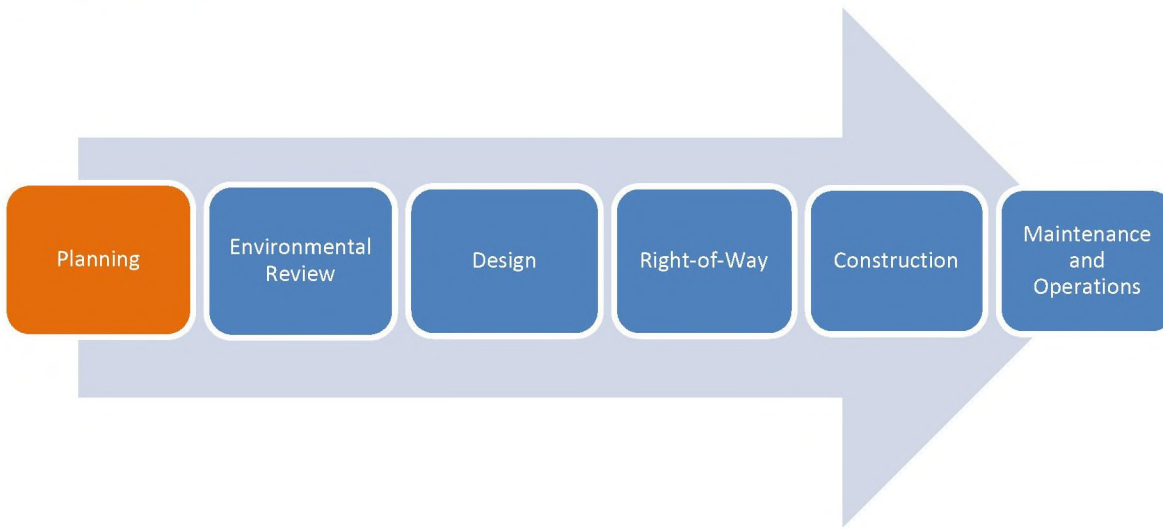 Planning
Environmental
Review
Design
Right-of-Way
Construction
Maintenance
and
Operations